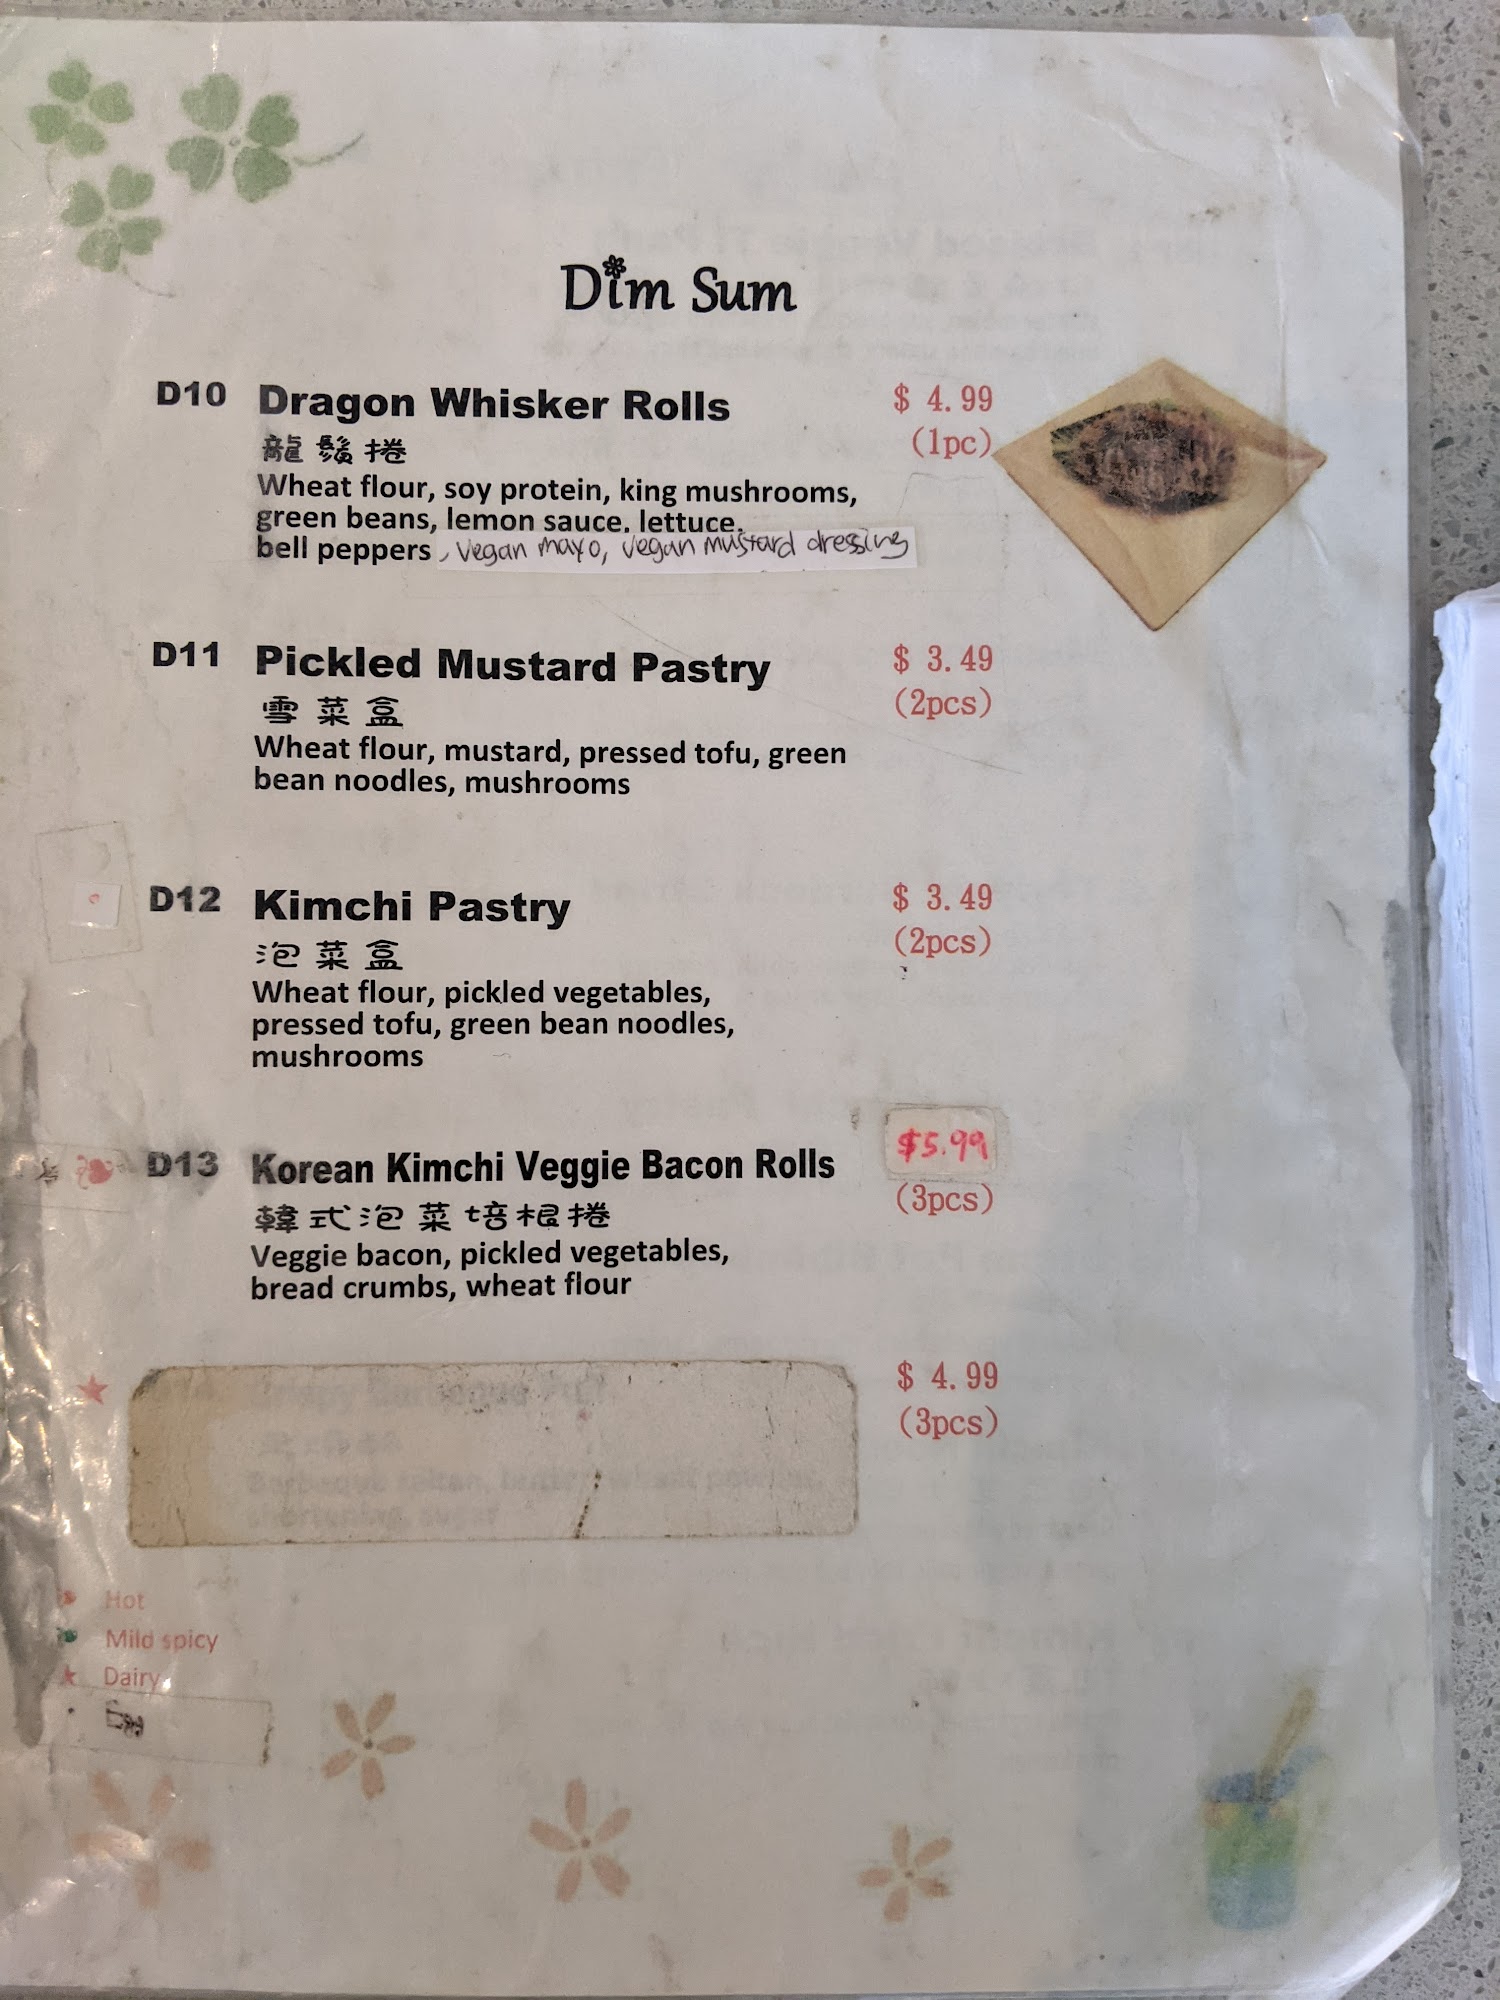 Dim Sum
D10 Dragon Whisker Rolls $ 4.99
龍鬚捲 (1pc)
Wheat flour, soy protein, king mushrooms,
green beans, lemon sauce, lettuce,
bell peppers, vegan mayo, vegan mustard dressing
D11 Pickled Mustard Pastry $ 3.49
雪菜盒 (2pcs)
Wheat flour, mustard, pressed tofu, green
bean noodles, mushrooms
D12 Kimchi Pastry $ 3.49
泡菜盒 (2pcs)
Wheat flour, pickled vegetables,
pressed tofu, green bean noodles,
mushrooms
D13 Korean Kimchi Veggie Bacon Rolls $5.99
韓式泡菜培根捲 (3pcs)
Veggie bacon, pickled vegetables,
bread crumbs, wheat flour
$ 4.99
(3pcs)
Hot
Mild spicy
Dairy